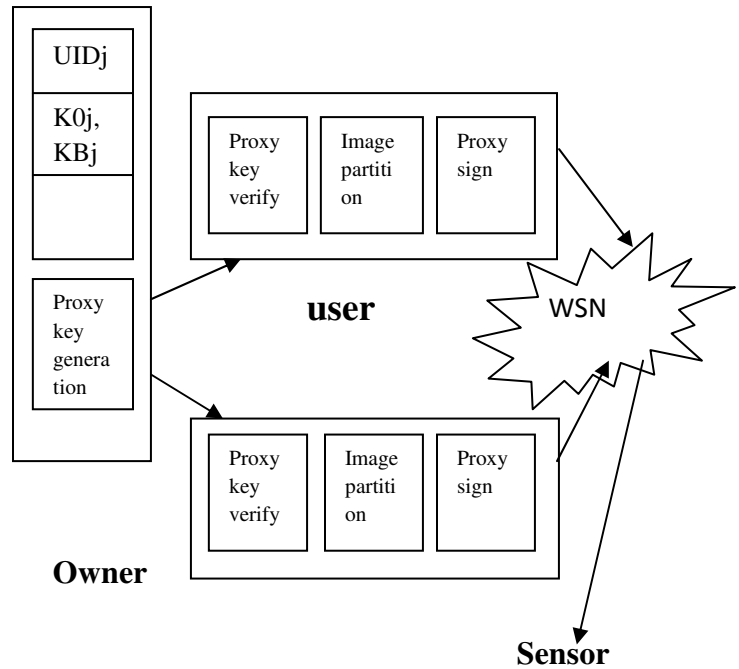 UIDj
K0j,
KBj
Proxy
key
genera
tion
Proxy
key
verify
Image
partiti
on
Proxy
sign
user
WSN
Proxy
key
verify
Image
partiti
on
Proxy
sign
Owner
Sensor